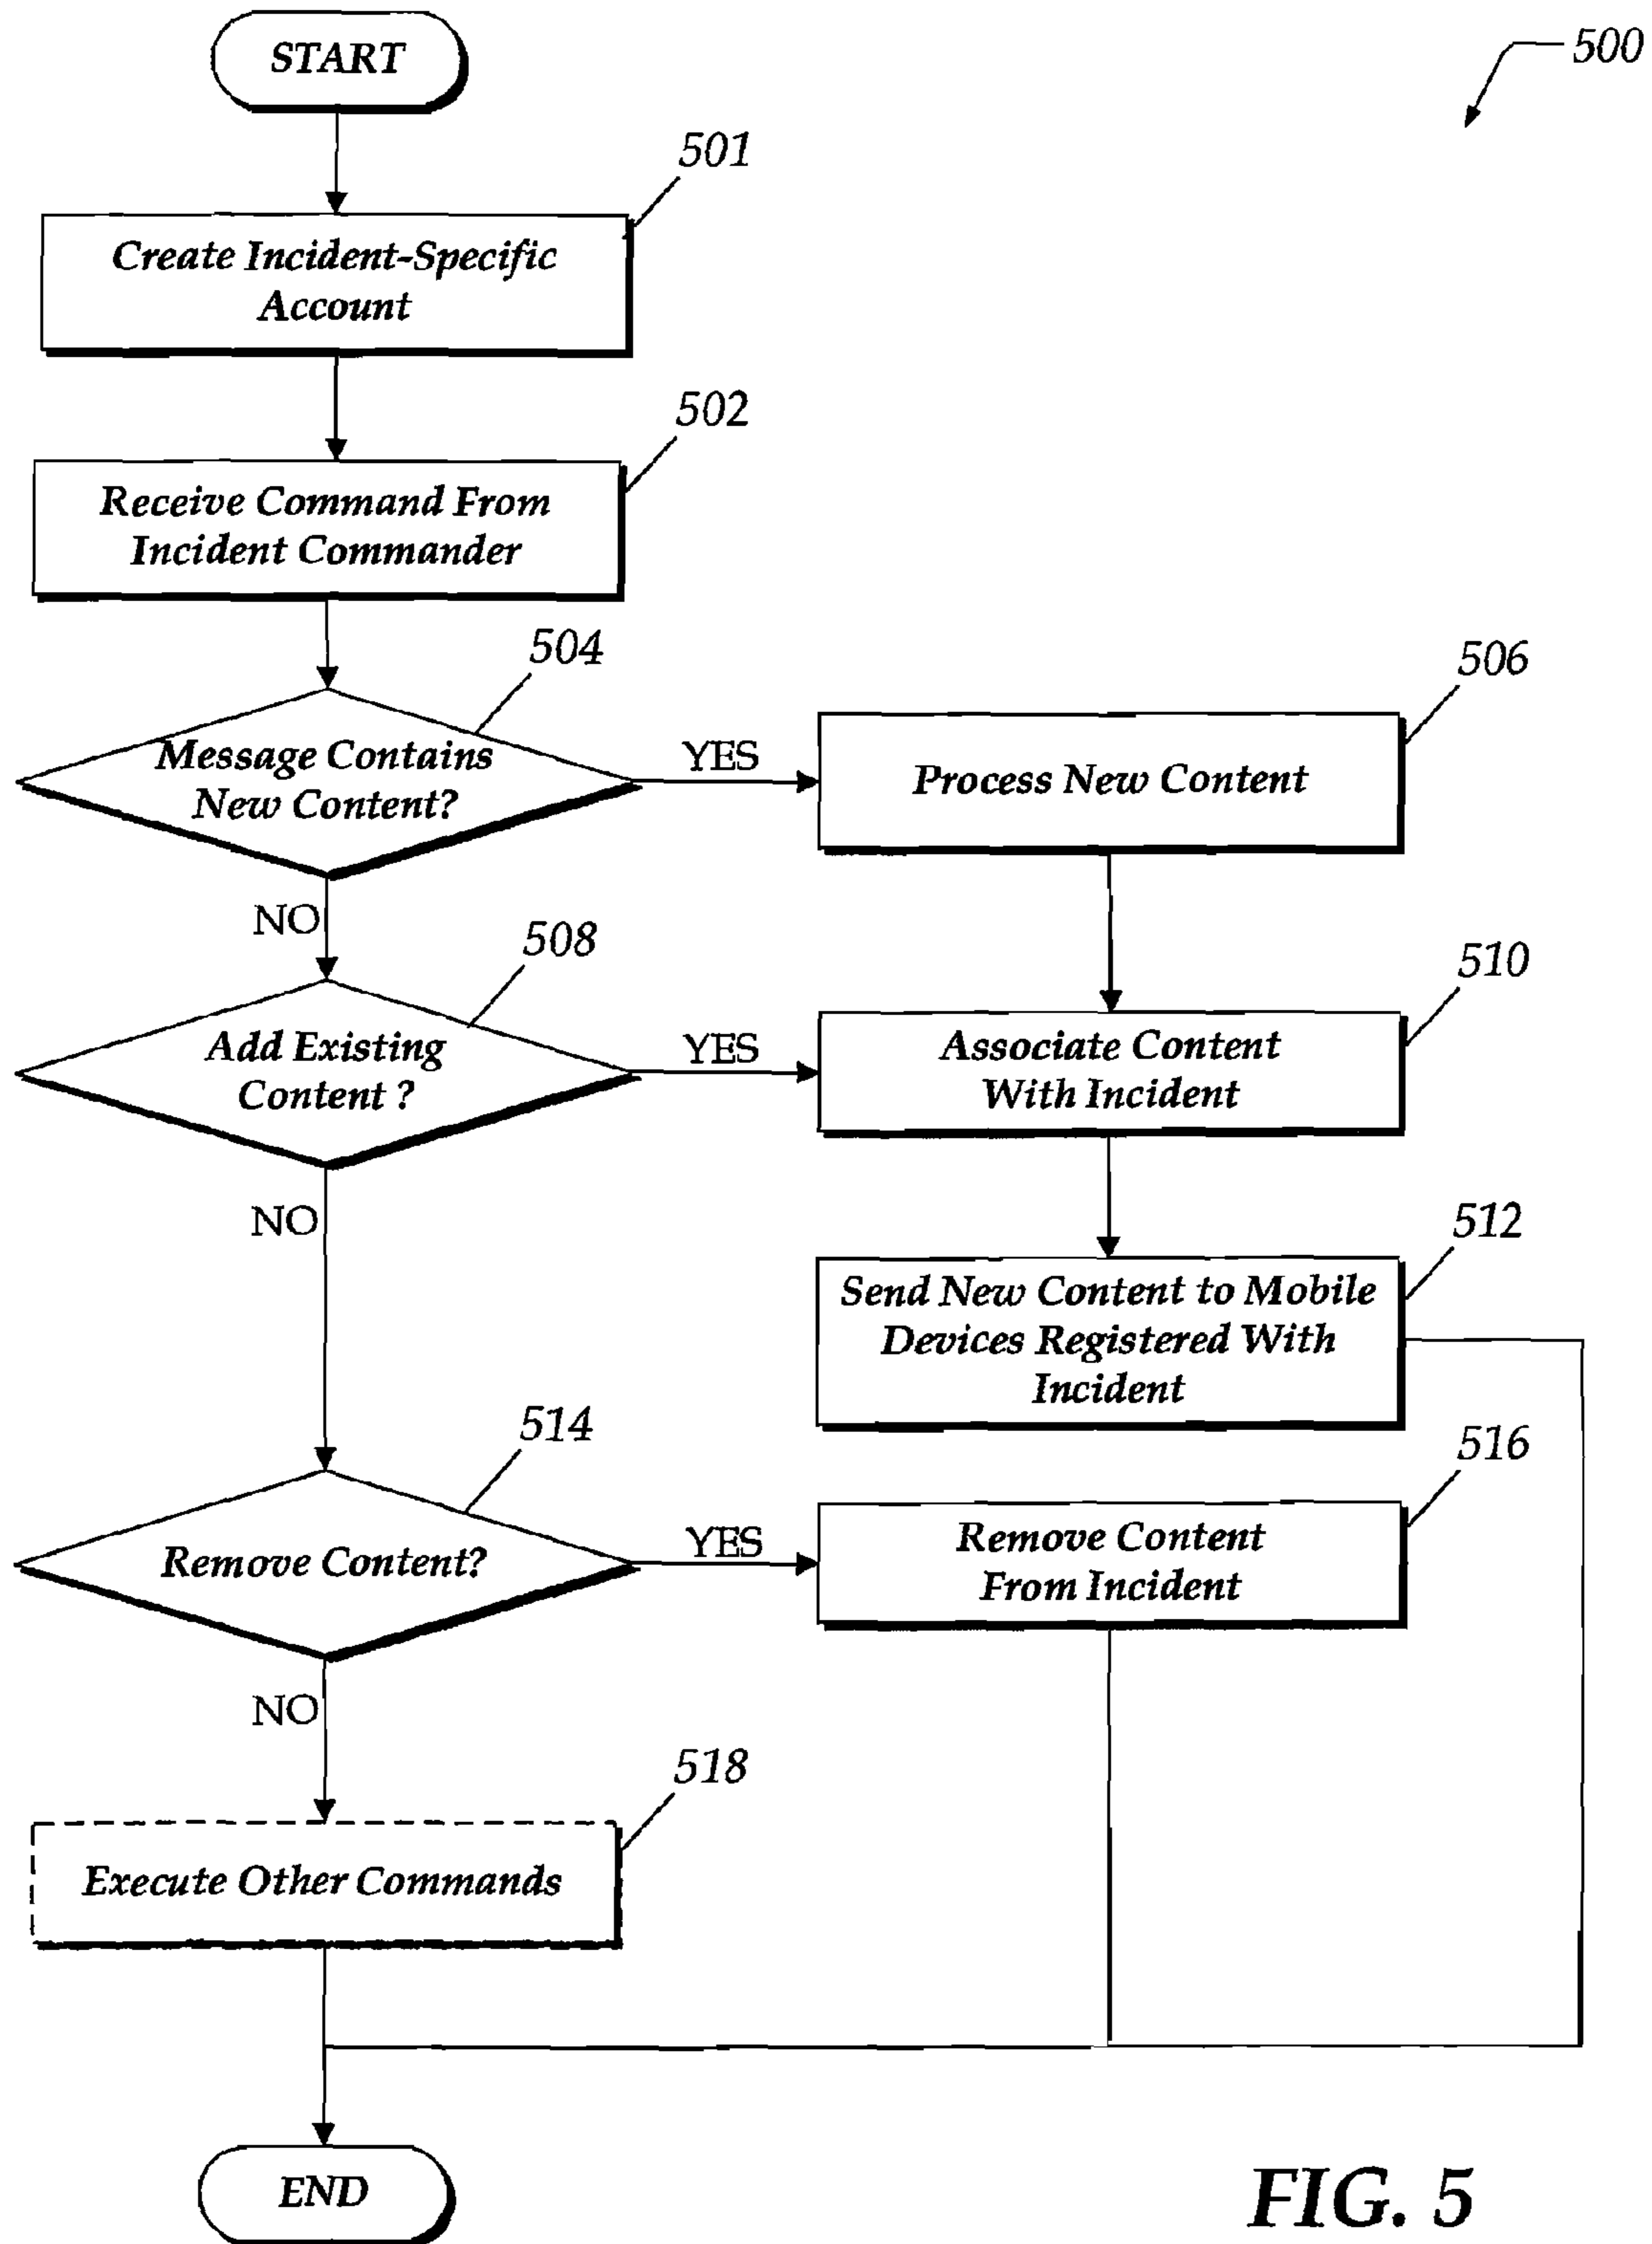 START
500
501
Create Incident-Specific
Account
502
Receive Command From
Incident Commander
504
Message Contains
New Content?
YES
506
Process New Content
NO
508
Add Existing
Content ?
YES
510
Associate Content
With Incident
NO
512
Send New Content to Mobile
Devices Registered With
Incident
514
Remove Content?
YES
516
Remove Content
From Incident
NO
518
Execute Other Commands
END
FIG. 5